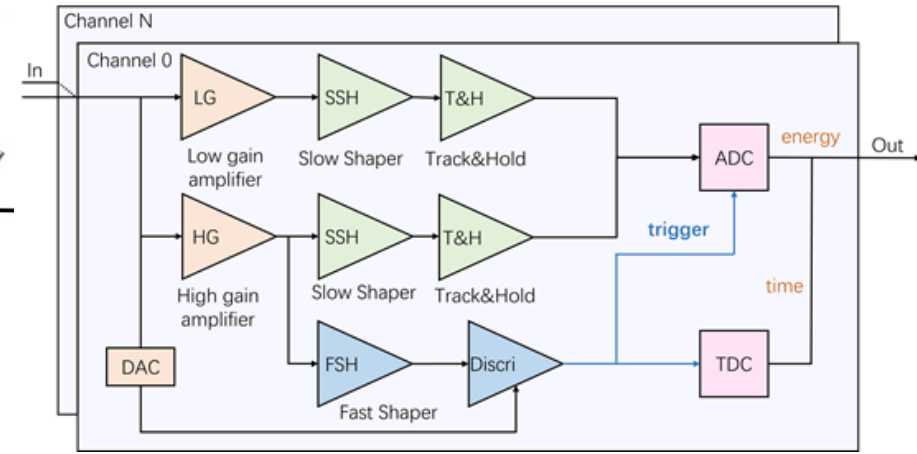 Channel N
Channel 0
In
LG
SSH
T&H
Low gain
amplifier
Slow Shaper
Track&Hold
ADC
energy
Out
HG
SSH
T&H
trigger
High gain
amplifier
Slow Shaper
Track&Hold
time
DAC
FSH
Discri
TDC
Fast Shaper